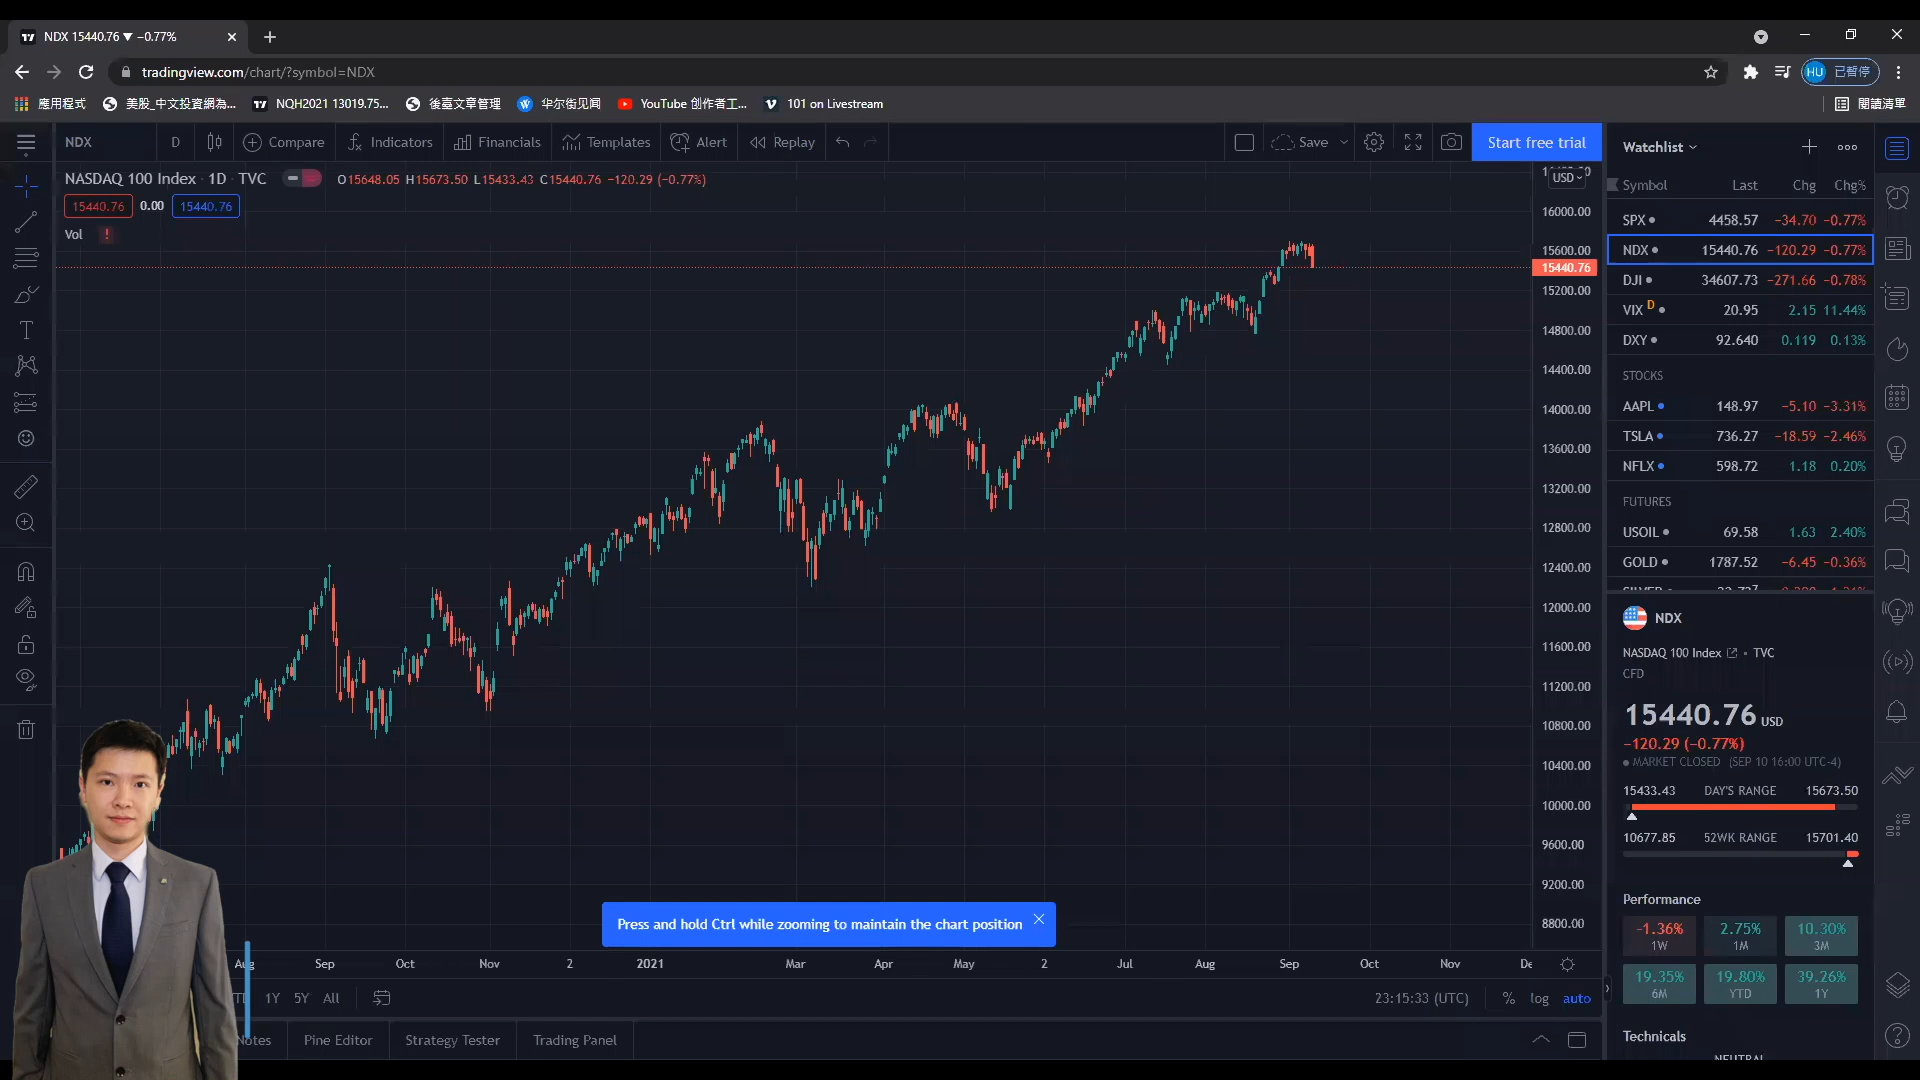 NDX 15440.76 ▼ −0.77%
tradingview.com/chart/?symbol=NDX
HU 已暫停
應用程式 美股_中文投資網為... NQH2021 13019.75... 後臺文章管理 华尔街见闻 YouTube 创作者工... 101 on Livestream 閱讀清單
NDX D Compare Indicators Financials Templates Alert Replay Save Start free trial
NASDAQ 100 Index · 1D · TVC O15648.05 H15673.50 L15433.43 C15440.76 −120.29 (−0.77%)
15440.76 0.00 15440.76
Vol !
USD
16000.00
15600.00
15440.76
15200.00
14800.00
14400.00
14000.00
13600.00
13200.00
12800.00
12400.00
12000.00
11600.00
11200.00
10800.00
10400.00
10000.00
9600.00
9200.00
8800.00
Press and hold Ctrl while zooming to maintain the chart position
Aug Sep Oct Nov 2 2021 Mar Apr May 2 Jul Aug Sep Oct Nov De
1Y 5Y All 23:15:33 (UTC) % log auto
Notes Pine Editor Strategy Tester Trading Panel
Watchlist
Symbol Last Chg Chg%
SPX 4458.57 −34.70 −0.77%
NDX 15440.76 −120.29 −0.77%
DJI 34607.73 −271.66 −0.78%
VIX D 20.95 2.15 11.44%
DXY 92.640 0.119 0.13%
STOCKS
AAPL 148.97 −5.10 −3.31%
TSLA 736.27 −18.59 −2.46%
NFLX 598.72 1.18 0.20%
FUTURES
USOIL 69.58 1.63 2.40%
GOLD 1787.52 −6.45 −0.36%
NDX
NASDAQ 100 Index • TVC
CFD
15440.76 USD
−120.29 (−0.77%)
MARKET CLOSED (SEP 10 16:00 UTC-4)
15433.43 DAY'S RANGE 15673.50
10677.85 52WK RANGE 15701.40
Performance
−1.36% 2.75% 10.30%
1W 1M 3M
19.35% 19.80% 39.26%
6M YTD 1Y
Technicals
NEUTRAL